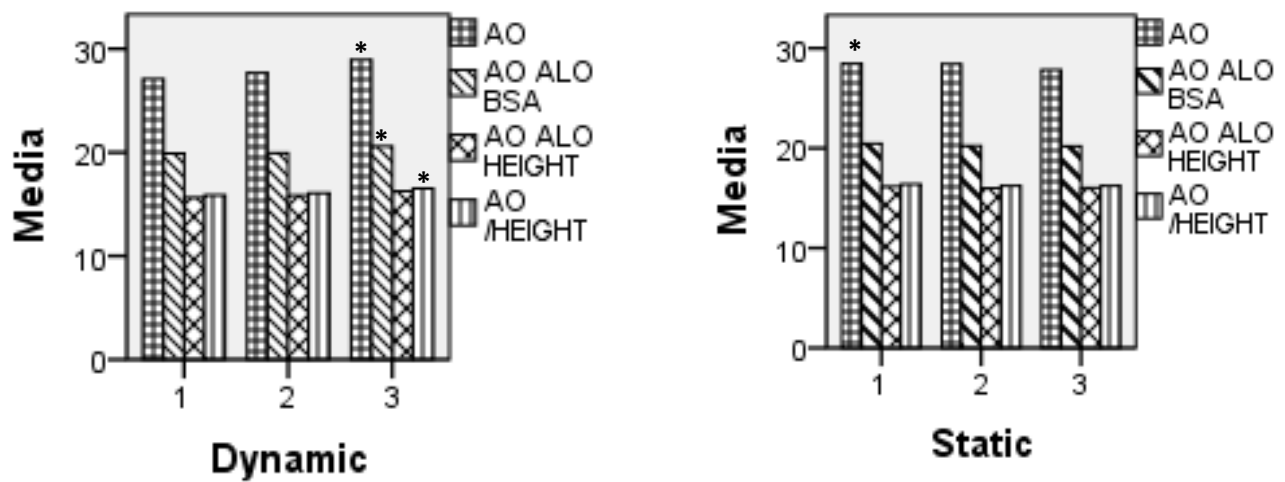 30
20
10
0
Media
*
*
*
1
2
3
Dynamic
AO
AO ALO
BSA
AO ALO
HEIGHT
AO
/HEIGHT
30
20
10
0
Media
*
1
2
3
Static
AO
AO ALO
BSA
AO ALO
HEIGHT
AO
/HEIGHT